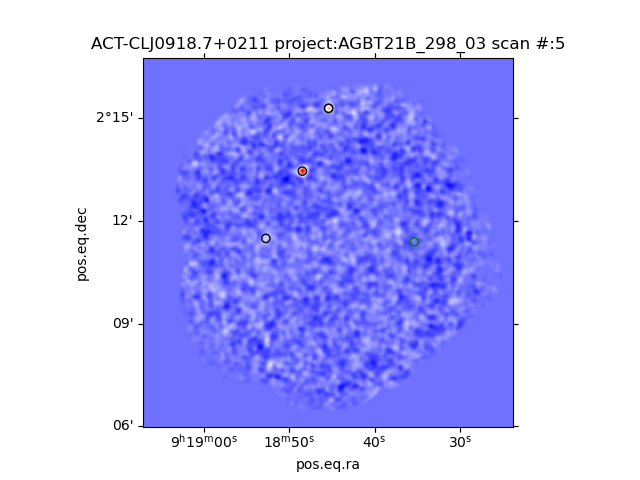 ACT-CLJ0918.7+0211 project:AGBT21B_298_03 scan #:5
pos.eq.dec
2°15'
12'
09'
06'
9ʰ19ᵐ00ˢ 18ᵐ50ˢ 40ˢ 30ˢ
pos.eq.ra